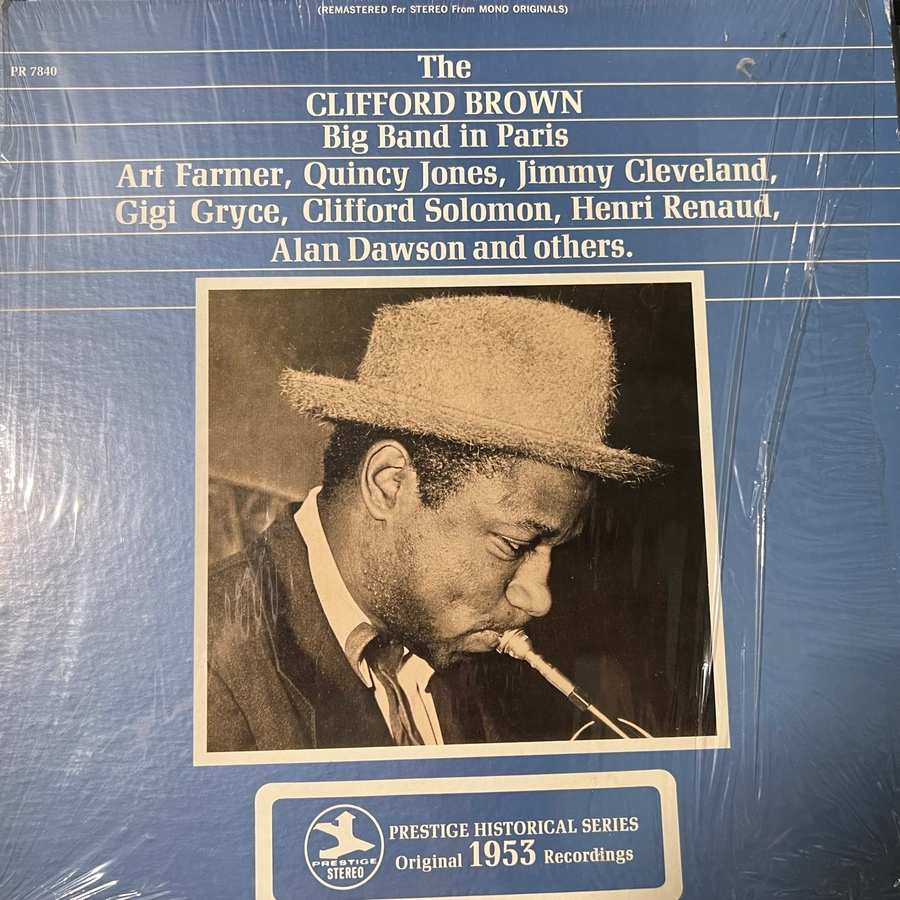 (REMASTERED For STEREO From MONO ORIGINALS)
PR 7840
The
CLIFFORD BROWN
Big Band in Paris
Art Farmer, Quincy Jones, Jimmy Cleveland,
Gigi Gryce, Clifford Solomon, Henri Renaud,
Alan Dawson and others.
PRESTIGE
STEREO
PRESTIGE HISTORICAL SERIES
Original 1953 Recordings